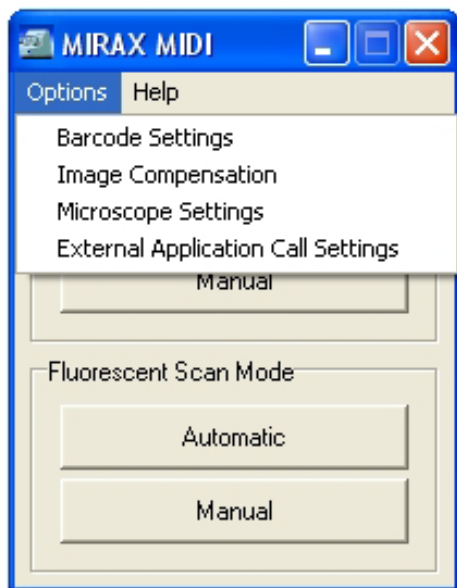 MIRAX MIDI
Options Help
Barcode Settings
Image Compensation
Microscope Settings
External Application Call Settings
Manual
Fluorescent Scan Mode
Automatic
Manual